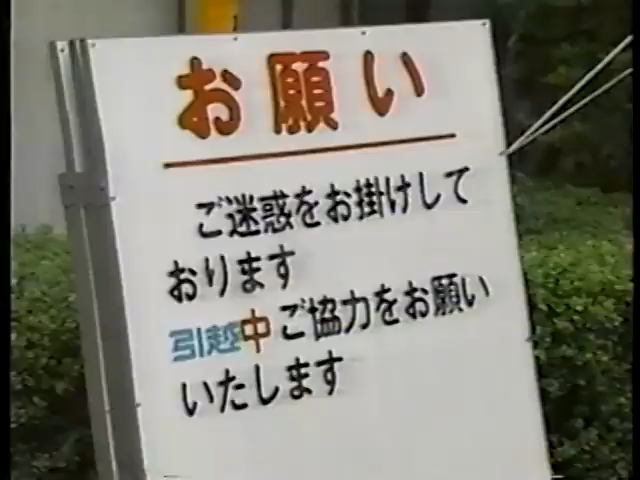 お願い
ご迷惑をお掛けして
おります
引越中ご協力をお願い
いたします